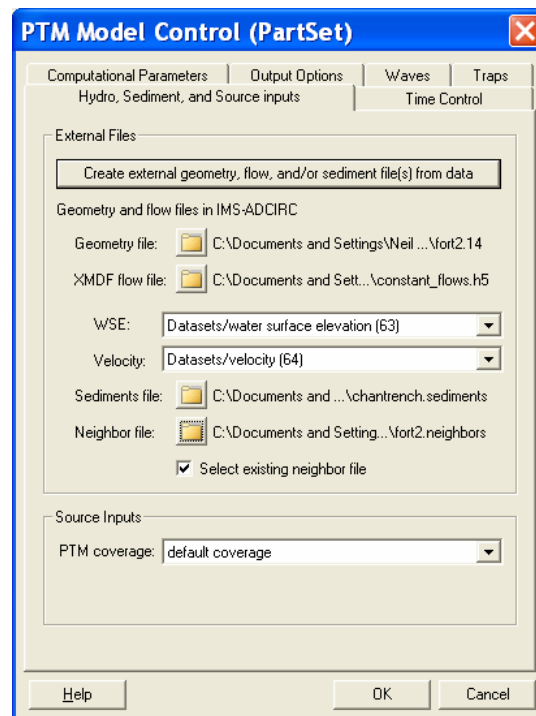 PTM Model Control (PartSet)
Computational Parameters Output Options Waves Traps
Hydro, Sediment, and Source inputs Time Control
External Files
Create external geometry, flow, and/or sediment file(s) from data
Geometry and flow files in IMS-ADCIRC
Geometry file: C:\Documents and Settings\Neil ...\fort2.14
XMDF flow file: C:\Documents and Sett...\constant_flows.h5
WSE: Datasets/water surface elevation (63)
Velocity: Datasets/velocity (64)
Sediments file: C:\Documents and ...\chantrench.sediments
Neighbor file: C:\Documents and Setting...\fort2.neighbors
Select existing neighbor file
Source Inputs
PTM coverage: default coverage
Help OK Cancel